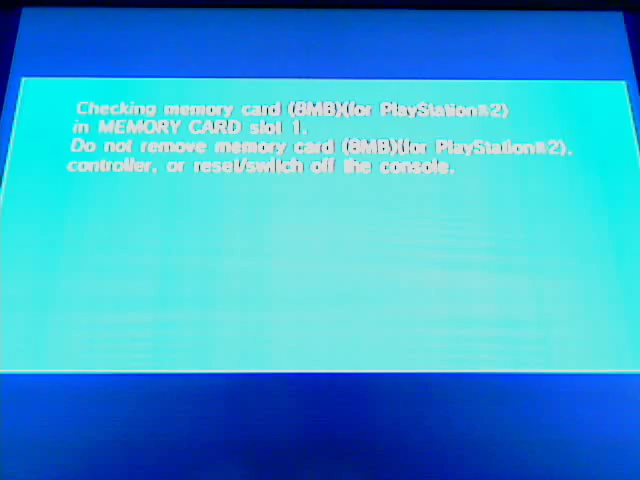 Checking memory card (8MB)(for PlayStation®2)
in MEMORY CARD slot 1.
Do not remove memory card (8MB)(for PlayStation®2),
controller, or reset/switch off the console.